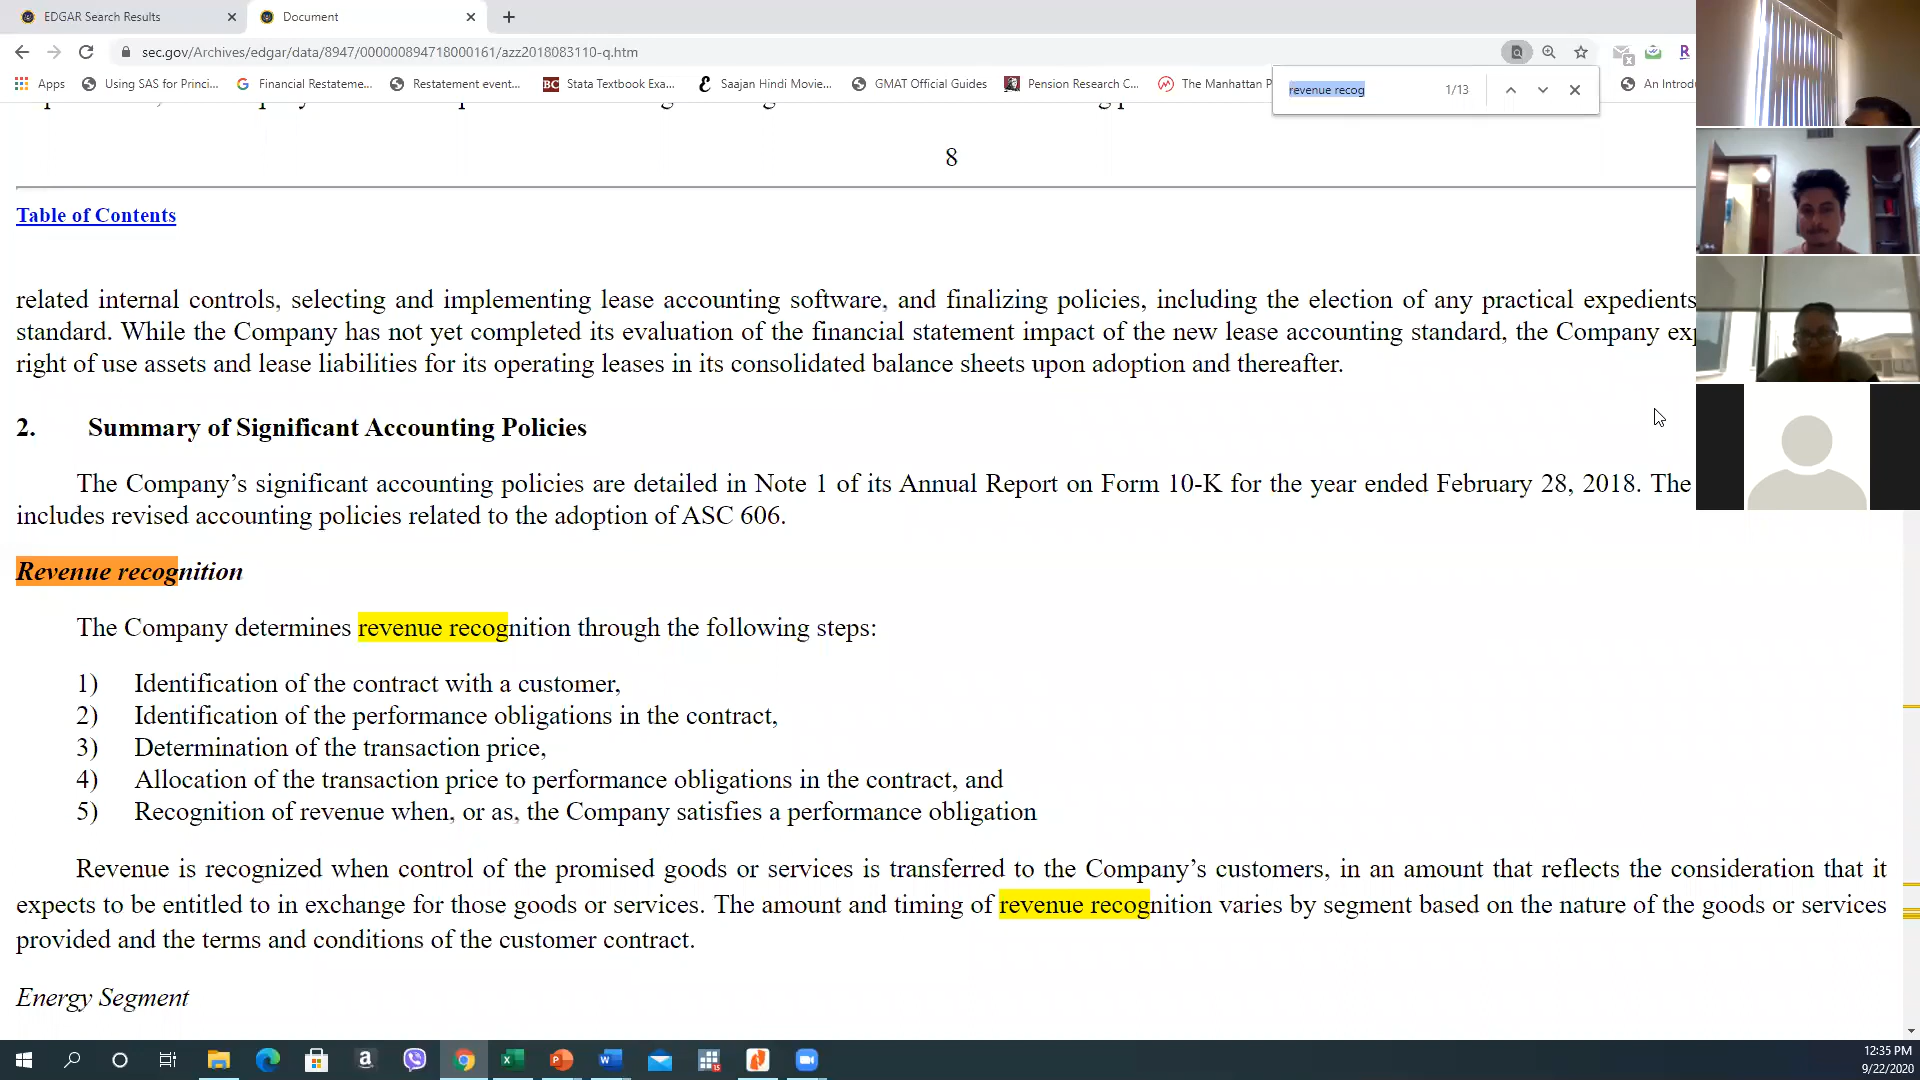 EDGAR Search Results
Document
sec.gov/Archives/edgar/data/8947/000000894718000161/azz2018083110-q.htm
Apps
Using SAS for Princi...
Financial Restateme...
Restatement event...
Stata Textbook Exa...
Saajan Hindi Movie...
GMAT Official Guides
Pension Research C...
The Manhattan P
An Introdu
revenue recog 1/13
8
Table of Contents
related internal controls, selecting and implementing lease accounting software, and finalizing policies, including the election of any practical expedients
standard. While the Company has not yet completed its evaluation of the financial statement impact of the new lease accounting standard, the Company exp
right of use assets and lease liabilities for its operating leases in its consolidated balance sheets upon adoption and thereafter.
2. Summary of Significant Accounting Policies
The Company’s significant accounting policies are detailed in Note 1 of its Annual Report on Form 10-K for the year ended February 28, 2018. The
includes revised accounting policies related to the adoption of ASC 606.
Revenue recognition
The Company determines revenue recognition through the following steps:
1) Identification of the contract with a customer,
2) Identification of the performance obligations in the contract,
3) Determination of the transaction price,
4) Allocation of the transaction price to performance obligations in the contract, and
5) Recognition of revenue when, or as, the Company satisfies a performance obligation
Revenue is recognized when control of the promised goods or services is transferred to the Company’s customers, in an amount that reflects the consideration that it
expects to be entitled to in exchange for those goods or services. The amount and timing of revenue recognition varies by segment based on the nature of the goods or services
provided and the terms and conditions of the customer contract.
Energy Segment
12:35 PM
9/22/2020